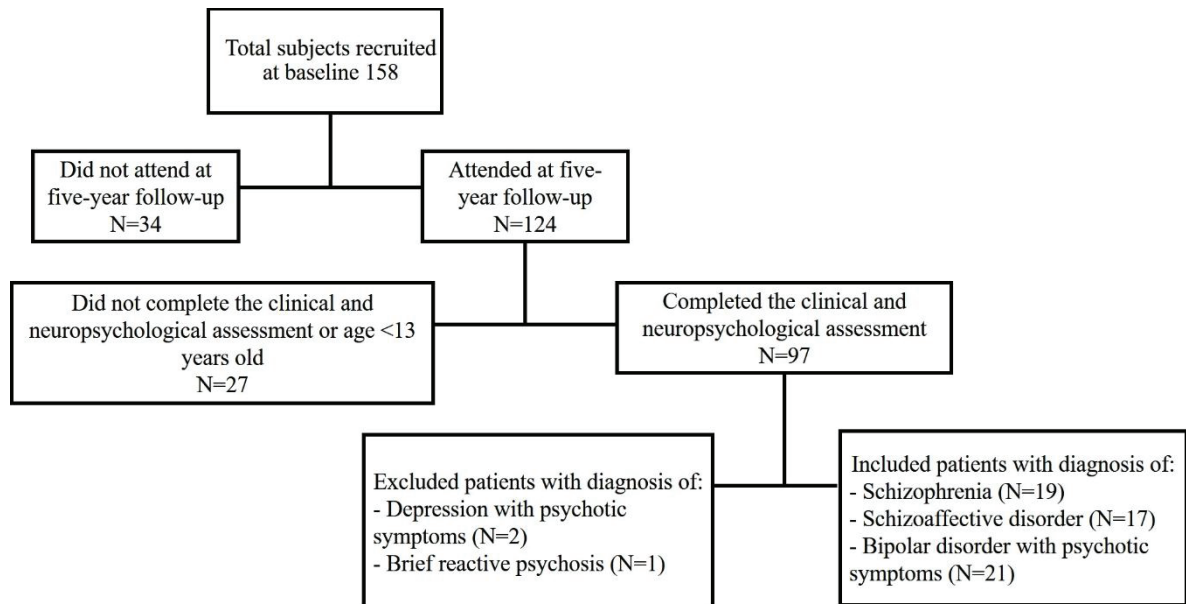 Total subjects recruited
at baseline 158
Did not attend at
five-year follow-up
N=34
Attended at five-
year follow-up
N=124
Did not complete the clinical and
neuropsychological assessment or age <13
years old
N=27
Completed the clinical and
neuropsychological assessment
N=97
Excluded patients with diagnosis of:
- Depression with psychotic
symptoms (N=2)
- Brief reactive psychosis (N=1)
Included patients with diagnosis of:
- Schizophrenia (N=19)
- Schizoaffective disorder (N=17)
- Bipolar disorder with psychotic
symptoms (N=21)